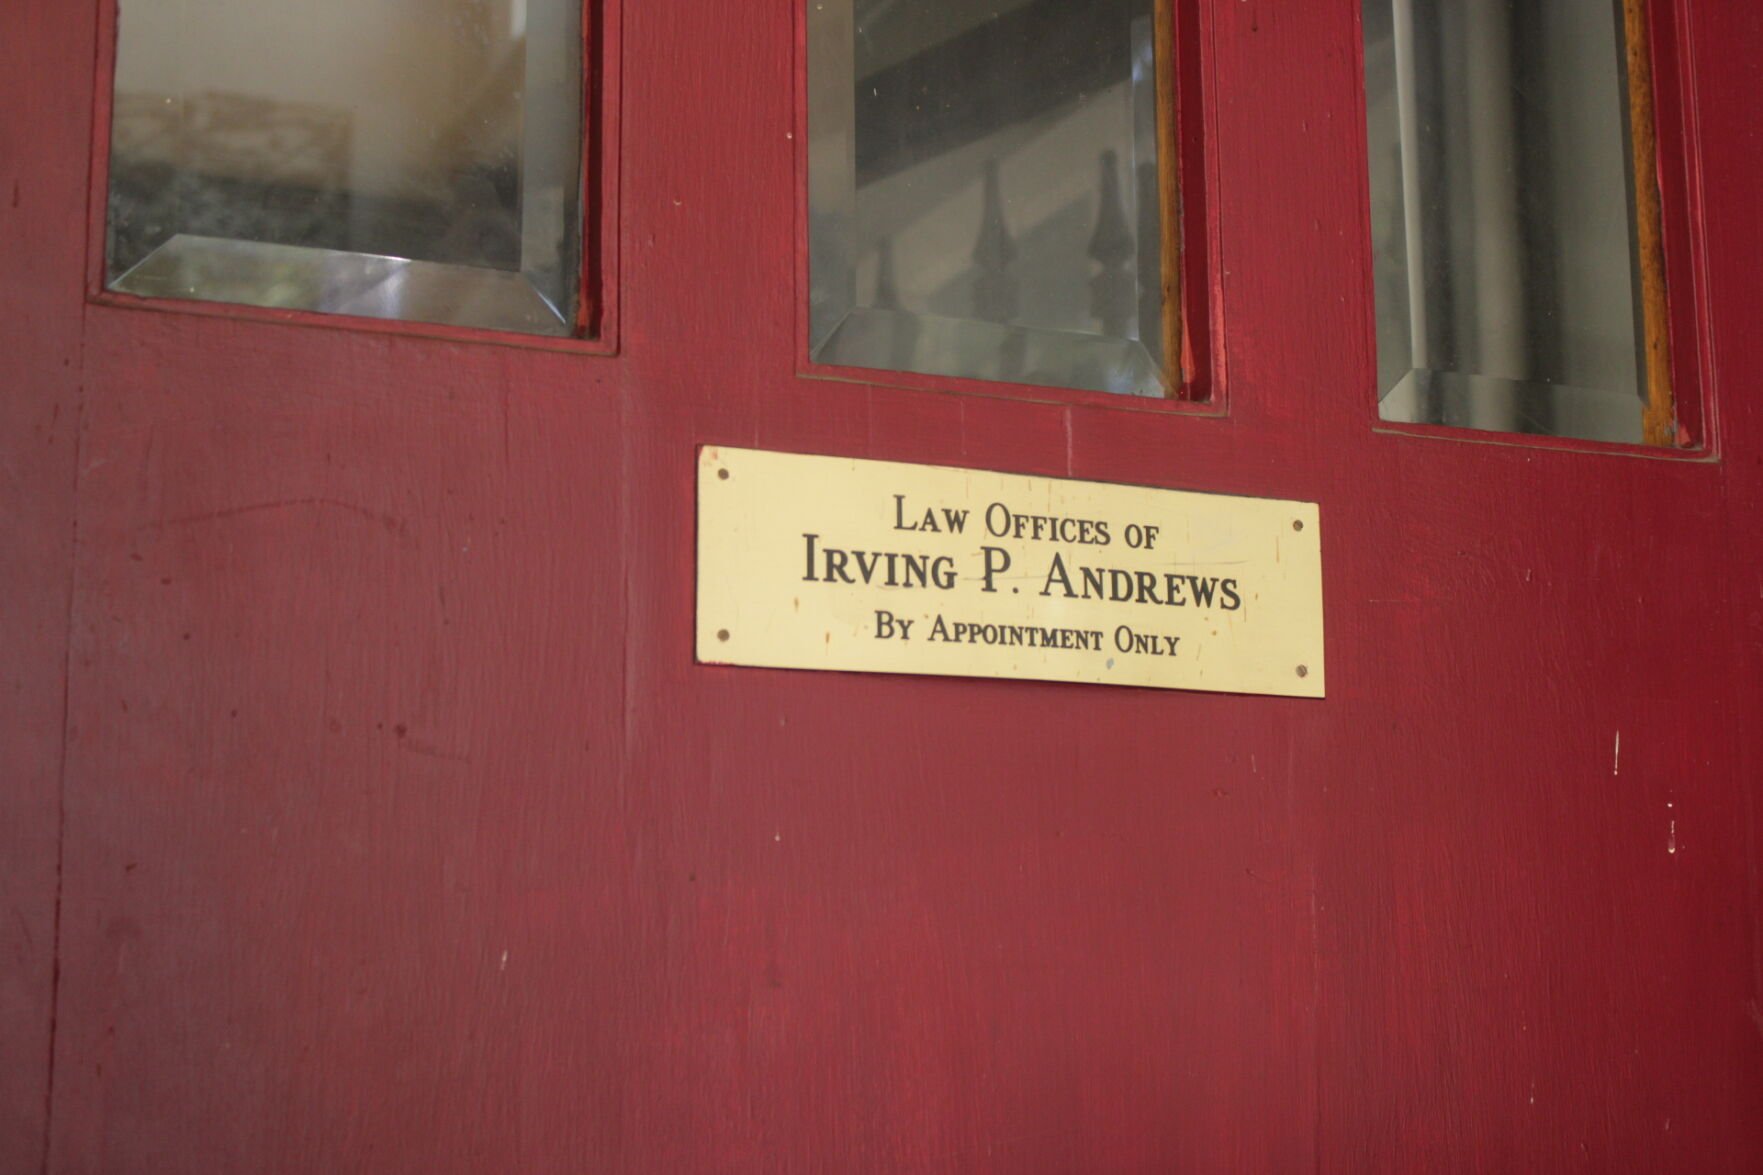 Law Offices of
Irving P. Andrews
By Appointment Only